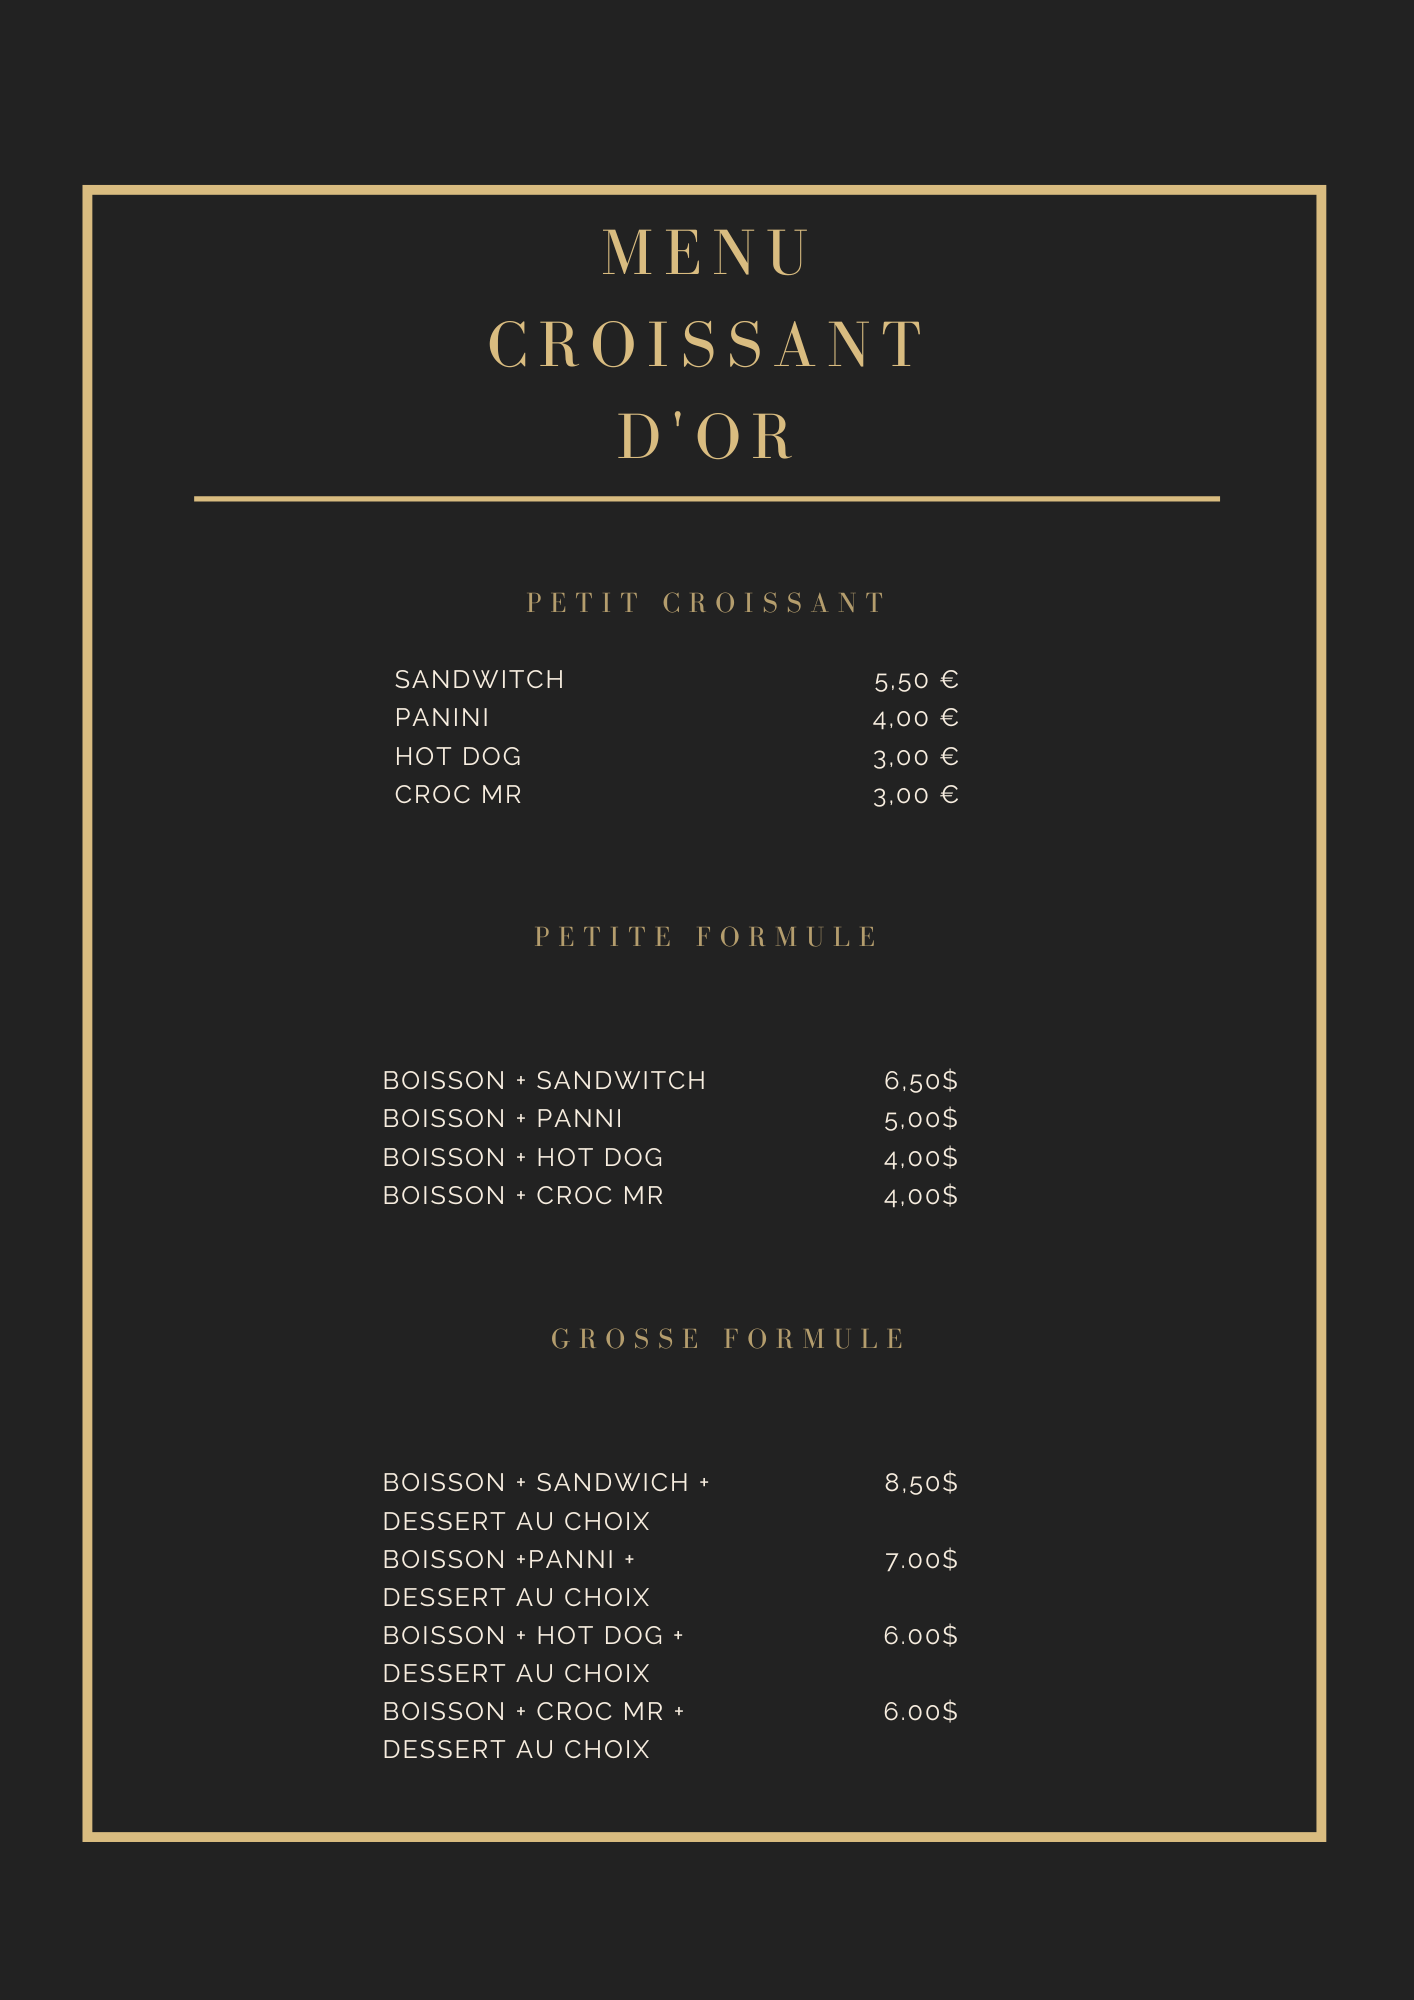 MENU
CROISSANT
D'OR
PETIT CROISSANT
SANDWITCH 5,50 €
PANINI 4,00 €
HOT DOG 3,00 €
CROC MR 3,00 €
PETITE FORMULE
BOISSON + SANDWITCH 6,50$
BOISSON + PANNI 5,00$
BOISSON + HOT DOG 4,00$
BOISSON + CROC MR 4,00$
GROSSE FORMULE
BOISSON + SANDWICH + 8,50$
DESSERT AU CHOIX
BOISSON +PANNI + 7.00$
DESSERT AU CHOIX
BOISSON + HOT DOG + 6.00$
DESSERT AU CHOIX
BOISSON + CROC MR + 6.00$
DESSERT AU CHOIX